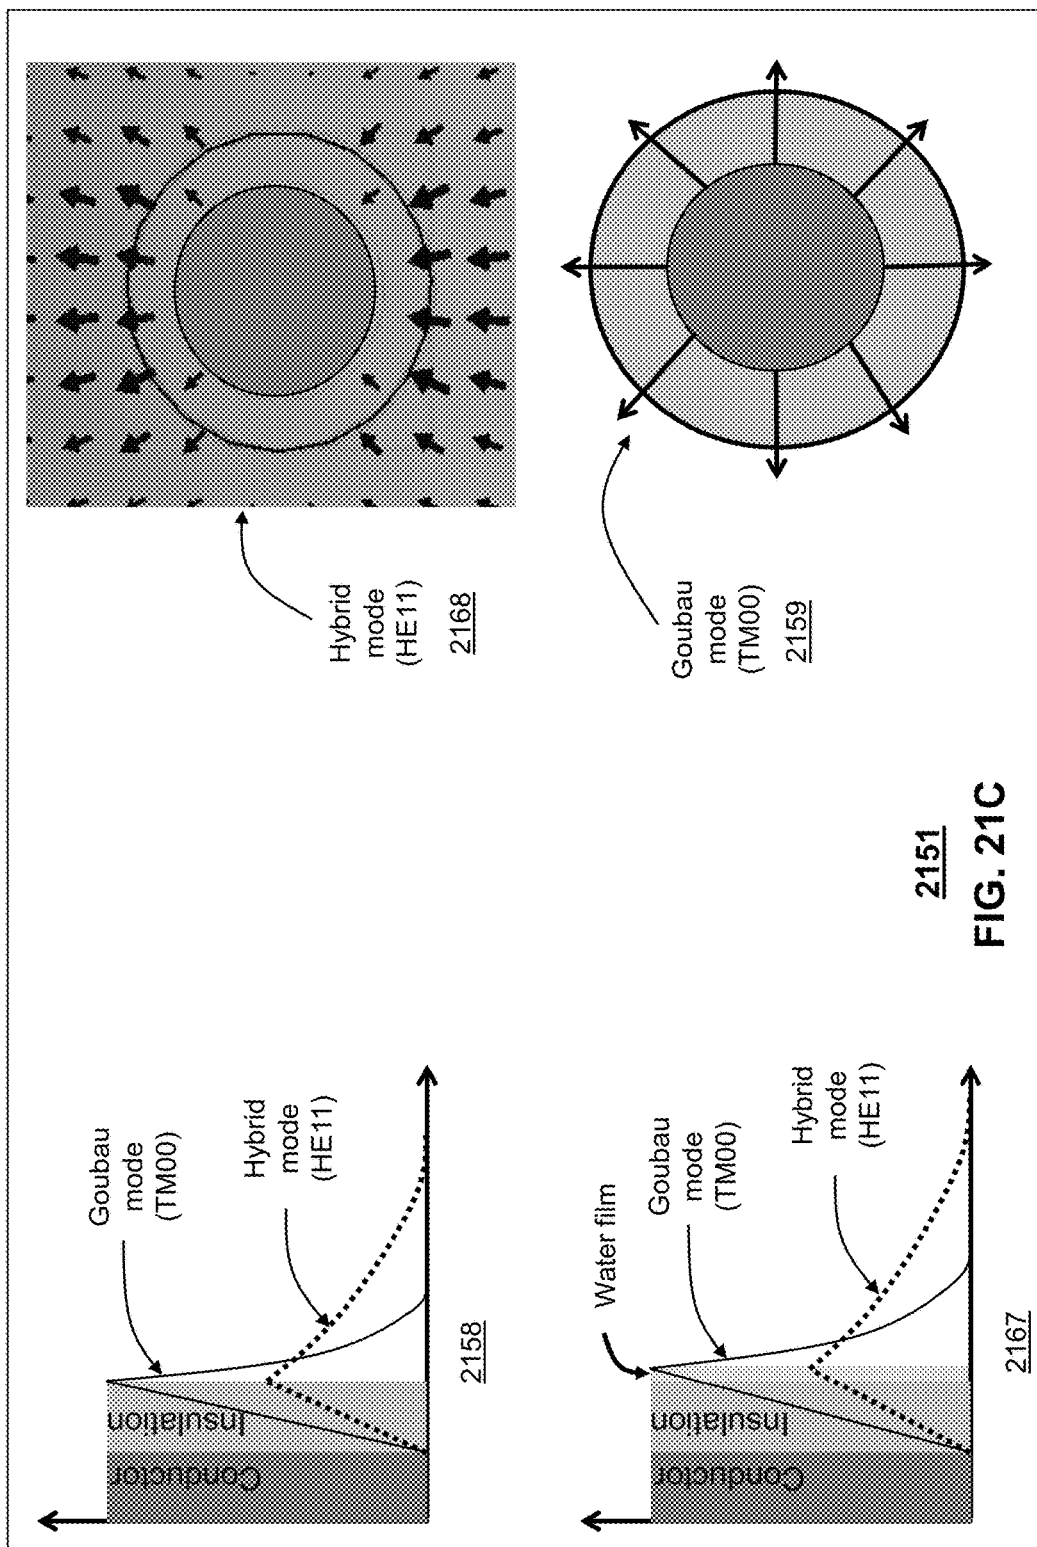 Conductor
Insulation
Goubau
mode
(TM00)
Hybrid
mode
(HE11)
2158
Hybrid
mode
(HE11)
2168
Conductor
Insulation
Water film
Goubau
mode
(TM00)
Hybrid
mode
(HE11)
2167
Goubau
mode
(TM00)
2159
2151
FIG. 21C